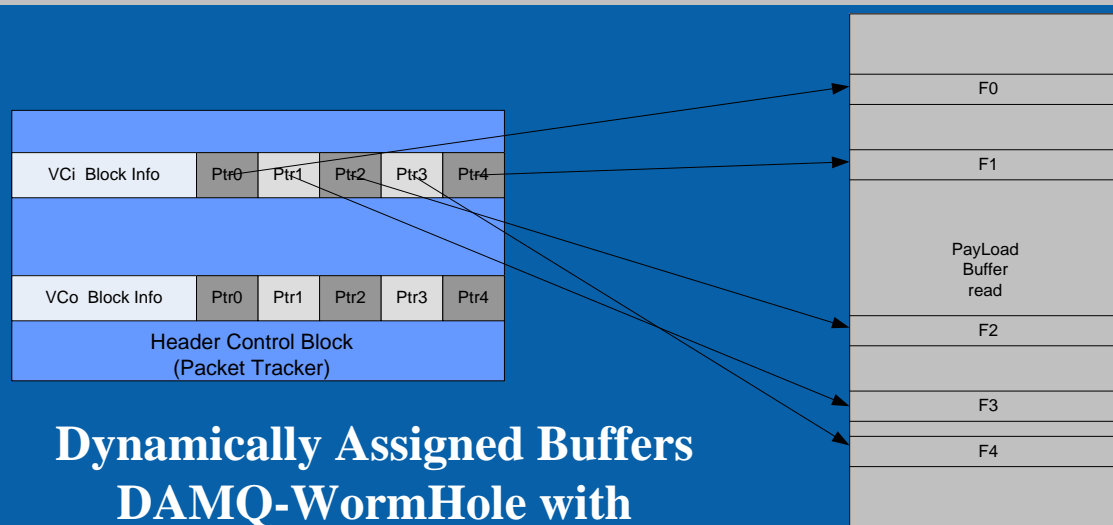 VCi Block Info Ptr0 Ptr1 Ptr2 Ptr3 Ptr4
VCo Block Info Ptr0 Ptr1 Ptr2 Ptr3 Ptr4
Header Control Block
(Packet Tracker)
F0
F1
PayLoad
Buffer
read
F2
F3
F4
Dynamically Assigned Buffers
DAMQ-WormHole with